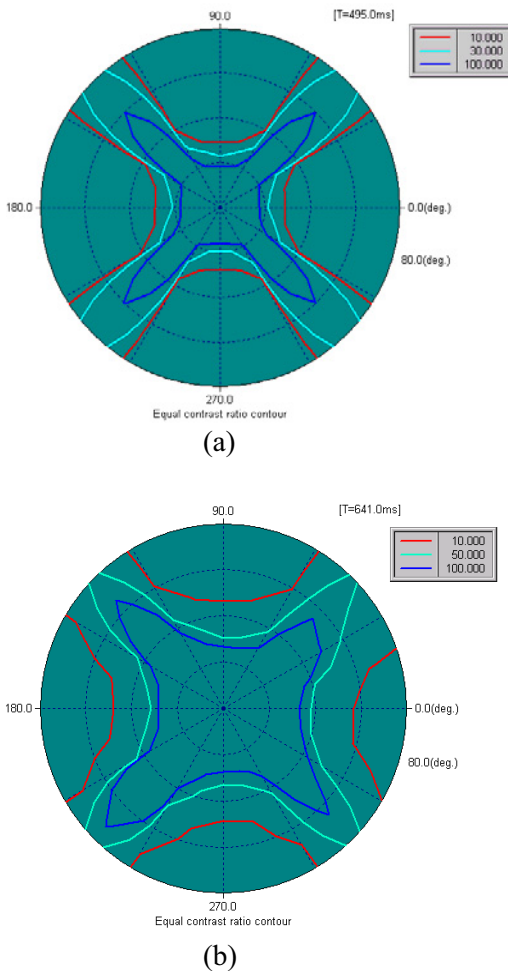 90.0
[T=495.0ms]
10.000
30.000
100.000
180.0
0.0(deg.)
80.0(deg.)
270.0
Equal contrast ratio contour
(a)
90.0
[T=641.0ms]
10.000
50.000
100.000
180.0
0.0(deg.)
80.0(deg.)
270.0
Equal contrast ratio contour
(b)